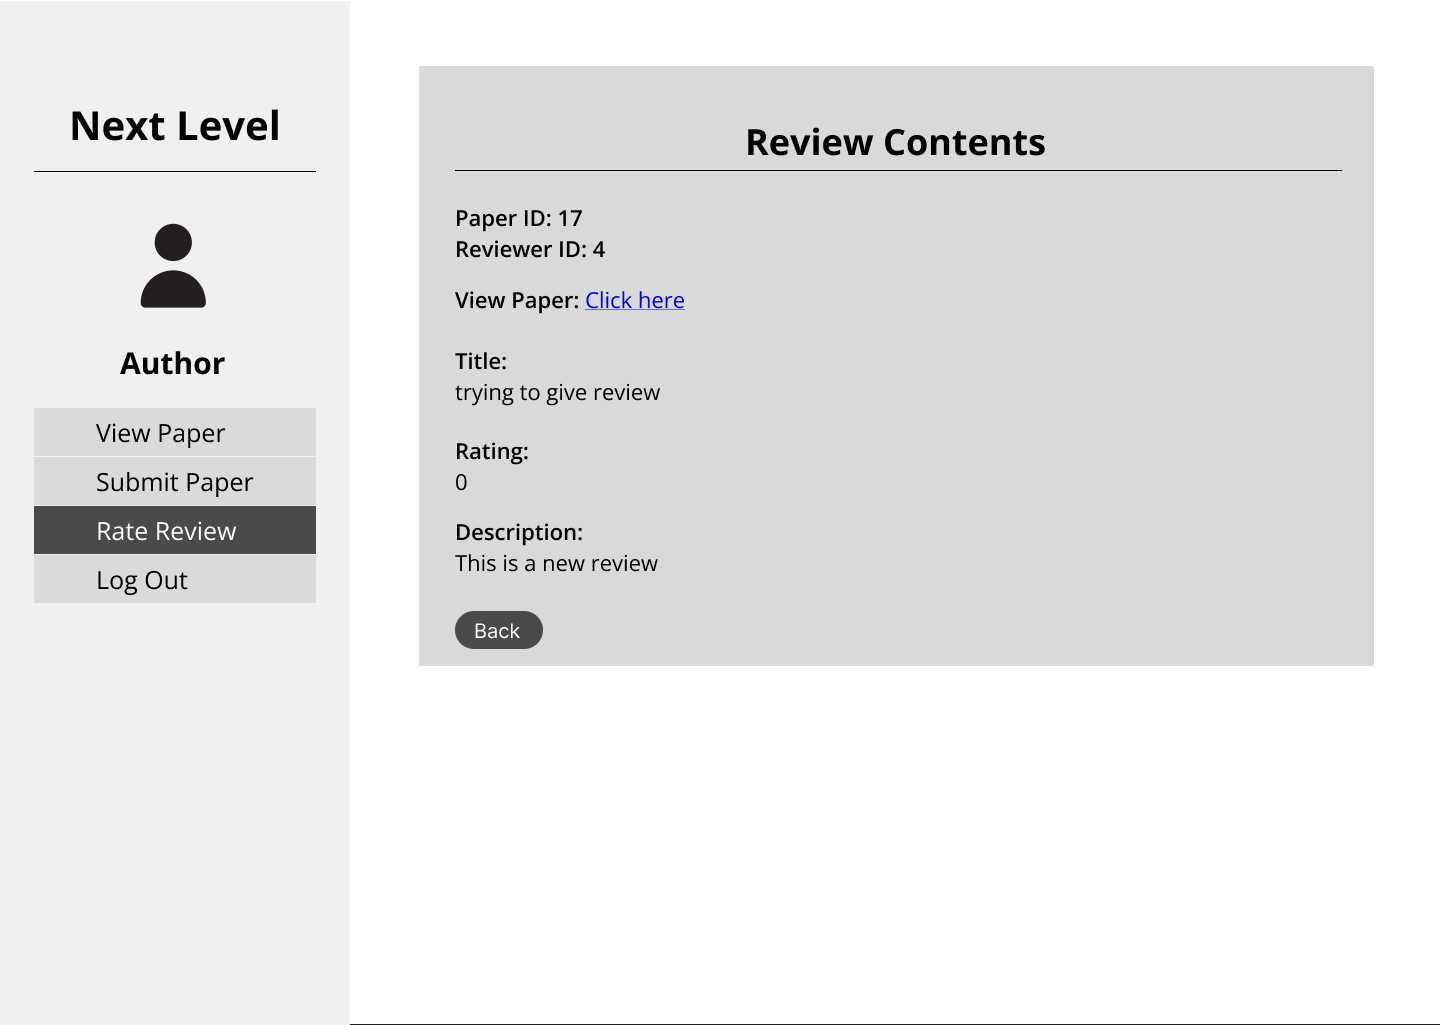 Next Level
Author
View Paper
Submit Paper
Rate Review
Log Out
Review Contents
Paper ID: 17
Reviewer ID: 4
View Paper: Click here
Title:
trying to give review
Rating:
0
Description:
This is a new review
Back